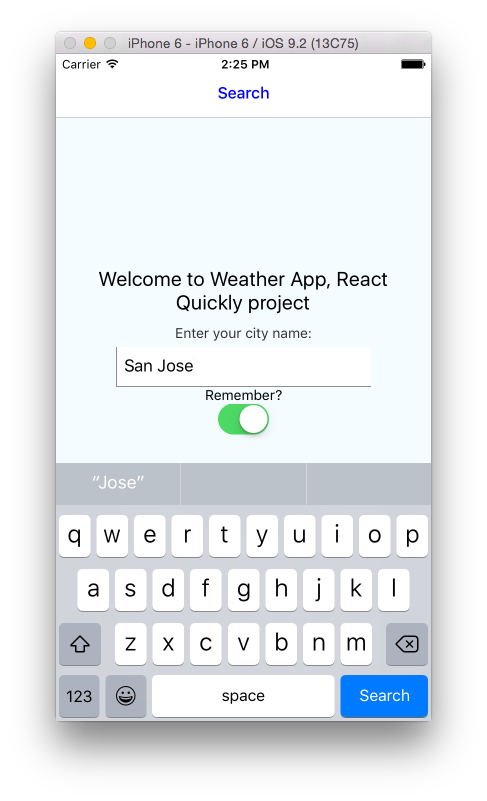 iPhone 6 - iPhone 6 / iOS 9.2 (13C75)
Carrier 2:25 PM
Search
Welcome to Weather App, React
Quickly project
Enter your city name:
San Jose
Remember?
“Jose”
q w e r t y u i o p
a s d f g h j k l
z x c v b n m
123 space Search